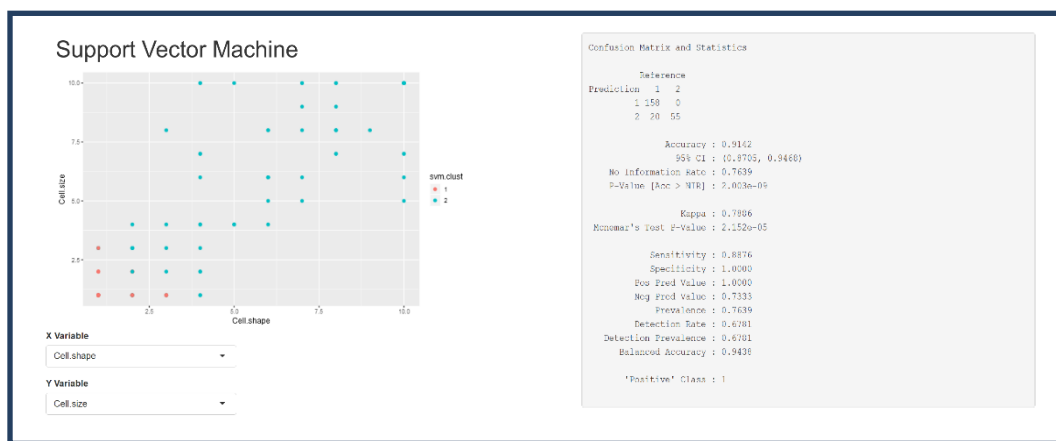 Support Vector Machine
10.0
7.5
5.0
2.5
Cell.size
2.5 5.0 7.5 10.0
Cell.shape
svm.clust
1
2
X Variable
Cell.shape
Y Variable
Cell.size
Confusion Matrix and Statistics
Reference
Prediction 1 2
1 158 0
2 20 55
Accuracy : 0.9142
95% CI : (0.8705, 0.9468)
No Information Rate : 0.7639
P-Value [Acc > NIR] : 2.003e-09
Kappa : 0.7886
Mcnemar's Test P-Value : 2.152e-05
Sensitivity : 0.8876
Specificity : 1.0000
Pos Pred Value : 1.0000
Neg Pred Value : 0.7333
Prevalence : 0.7639
Detection Rate : 0.6781
Detection Prevalence : 0.6781
Balanced Accuracy : 0.9438
'Positive' Class : 1